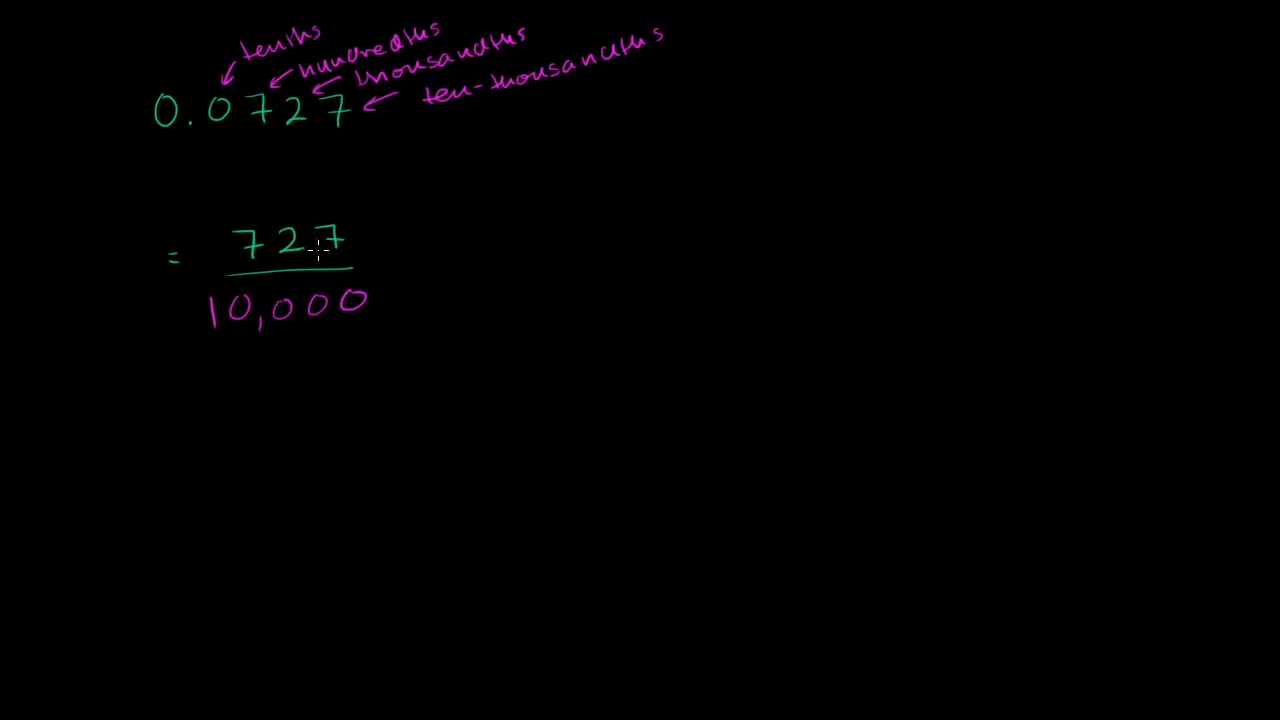 tenths
hundredths
thousandths
ten-thousandths
0.0727
= 727
10,000